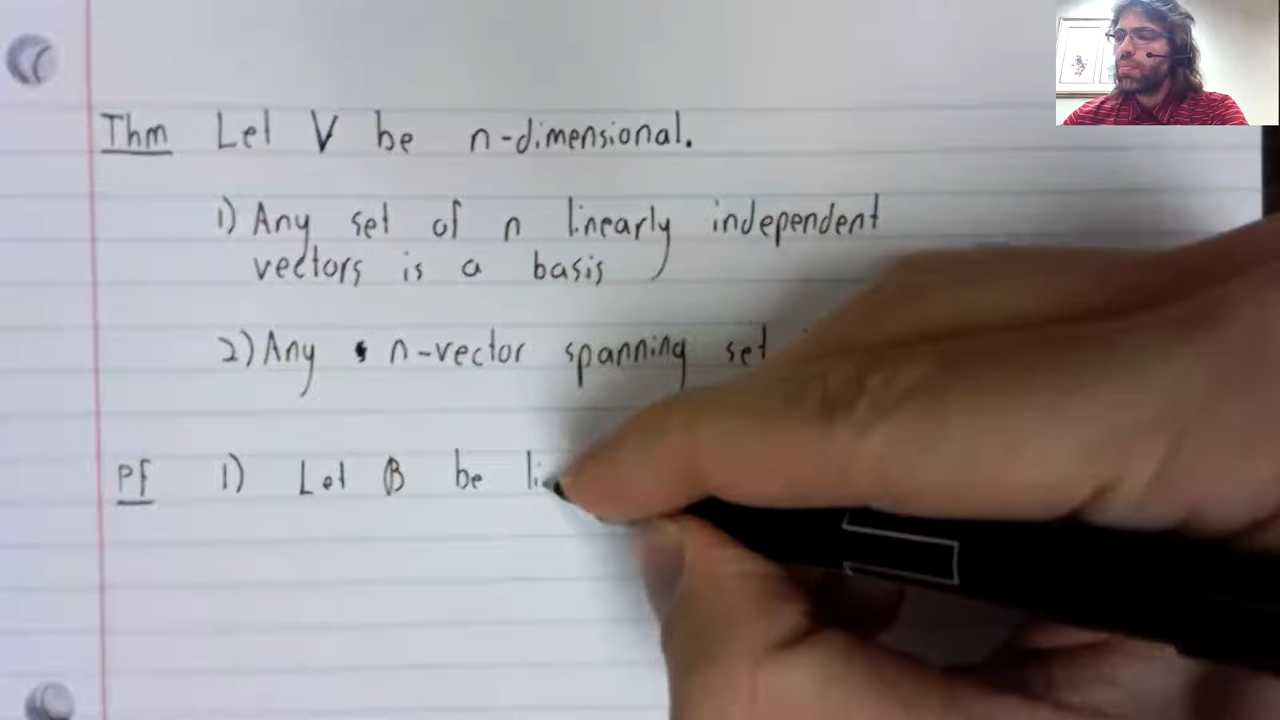 Thm Let V be n-dimensional.
1) Any set of n linearly independent
vectors is a basis
2) Any n-vector spanning set
Pf 1) Let B be